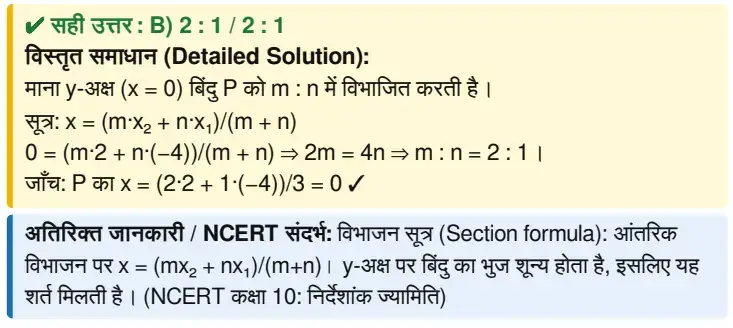 ✔ सही उत्तर : B) 2 : 1 / 2 : 1
विस्तृत समाधान (Detailed Solution):
माना y-अक्ष (x = 0) बिंदु P को m : n में विभाजित करती है ।
सूत्र: x = (m·x₂ + n·x₁)/(m + n)
0 = (m·2 + n·(−4))/(m + n) ⇒ 2m = 4n ⇒ m : n = 2 : 1 ।
जाँच: P का x = (2·2 + 1·(−4))/3 = 0 ✓
अतिरिक्त जानकारी / NCERT संदर्भ: विभाजन सूत्र (Section formula): आंतरिक
विभाजन पर x = (mx₂ + nx₁)/(m+n)। y-अक्ष पर बिंदु का भुज शून्य होता है, इसलिए यह
शर्त मिलती है । (NCERT कक्षा 10: निर्देशांक ज्यामिति)